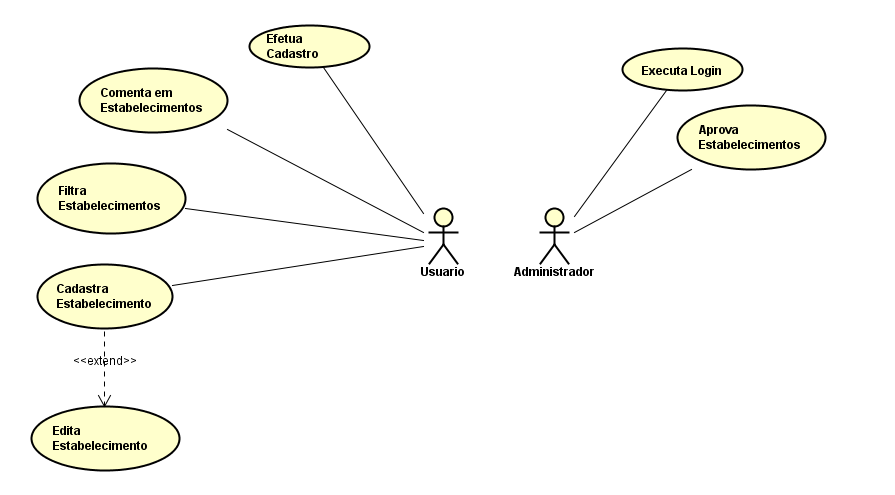 Efetua
Cadastro
Executa Login
Comenta em
Estabelecimentos
Aprova
Estabelecimentos
Filtra
Estabelecimentos
Usuario
Administrador
Cadastra
Estabelecimento
<<extend>>
Edita
Estabelecimento